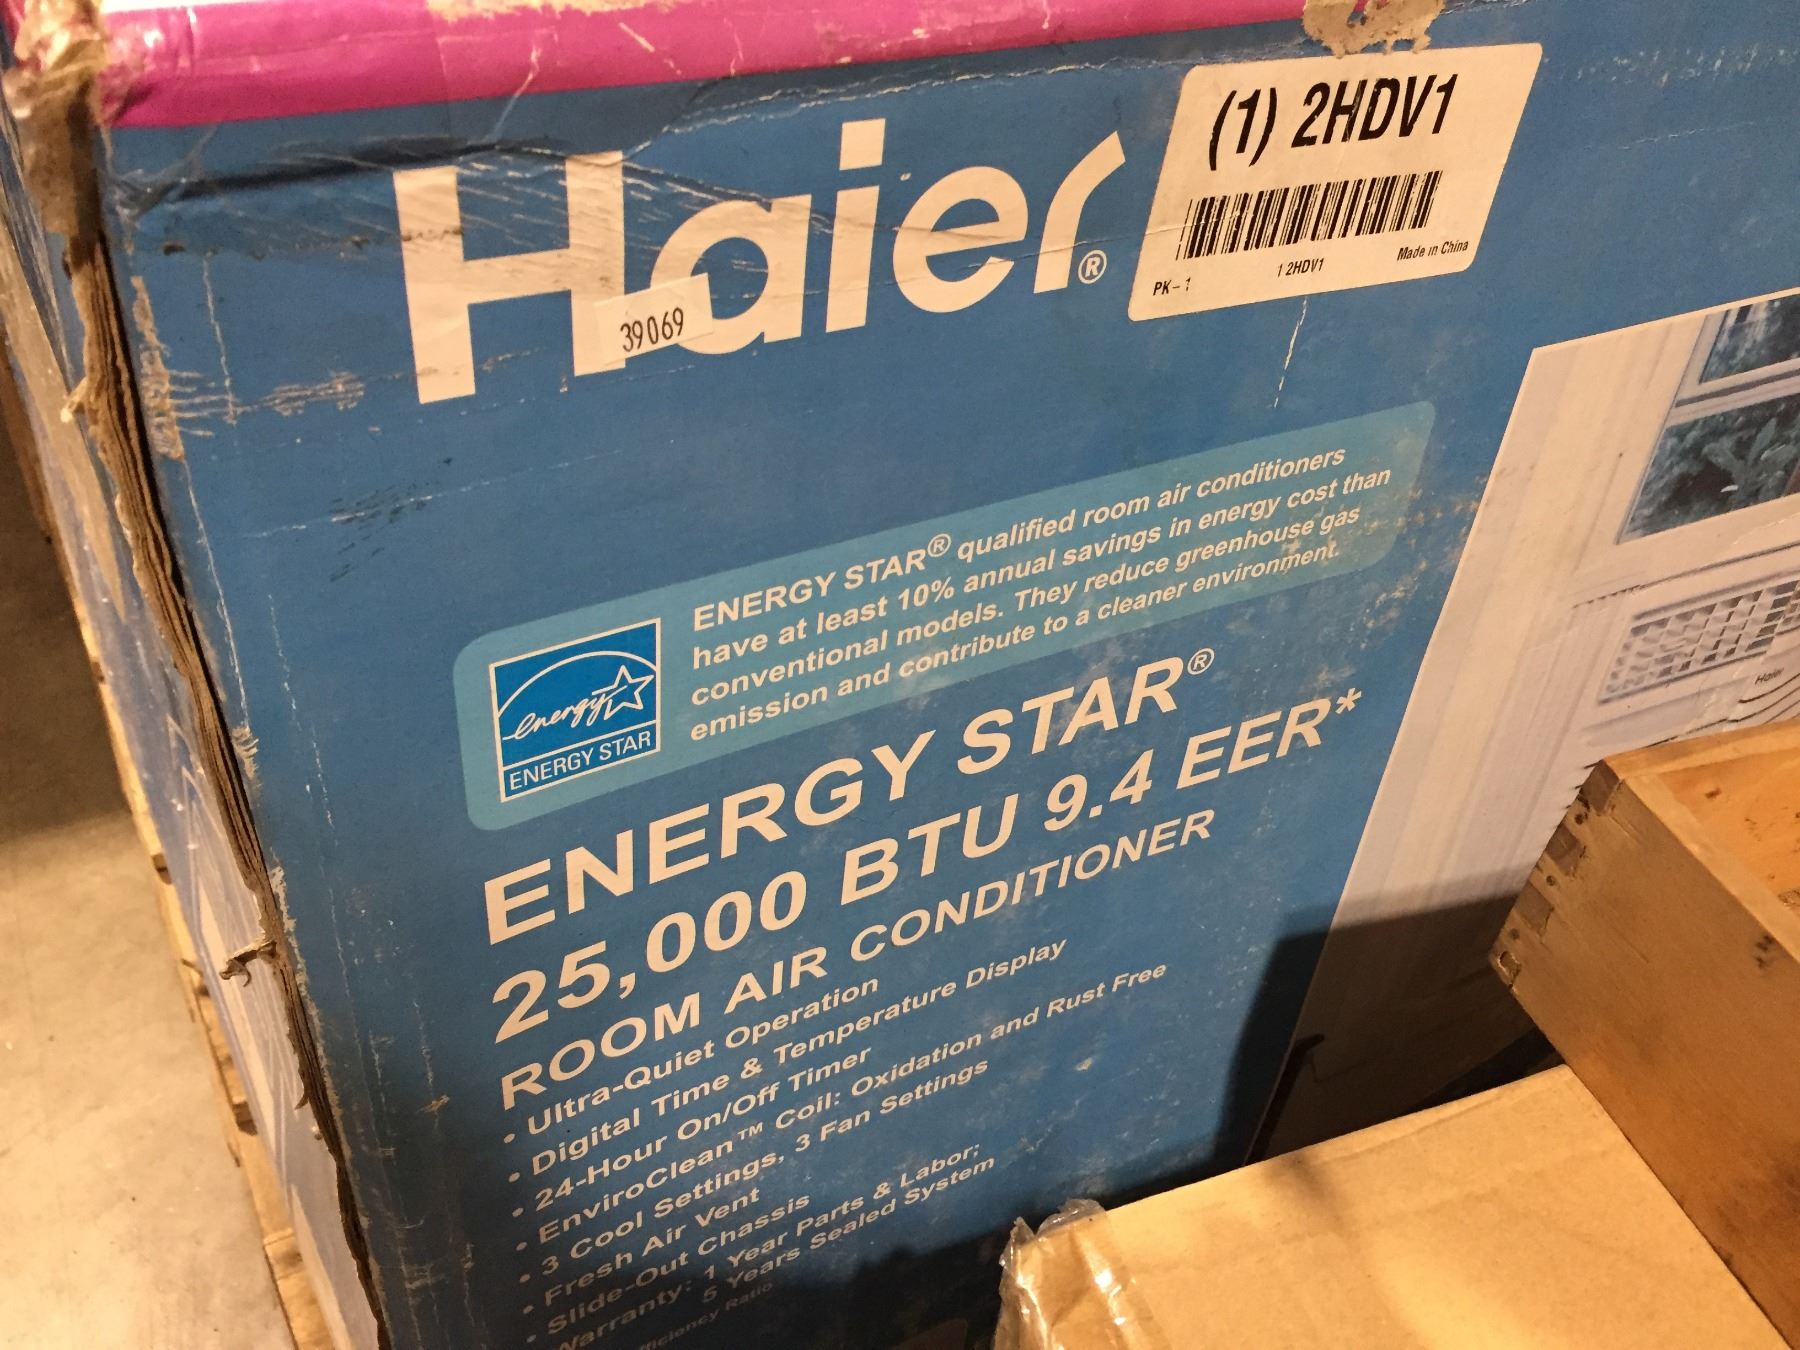 (1) 2HDV1
PK-1
1 2HDV1
Made in China
Haier®
39069
ENERGY STAR® qualified room air conditioners
have at least 10% annual savings in energy cost than
conventional models. They reduce greenhouse gas
emission and contribute to a cleaner environment.
energy
ENERGY STAR
Haier
ENERGY STAR®
25,000 BTU 9.4 EER*
ROOM AIR CONDITIONER
• Ultra-Quiet Operation
• Digital Time & Temperature Display
• 24-Hour On/Off Timer
• EnviroClean™ Coil: Oxidation and Rust Free
• 3 Cool Settings, 3 Fan Settings
• Fresh Air Vent
• Slide-Out Chassis
• Warranty: 1 Year Parts & Labor;
5 Years Sealed System
Ratio